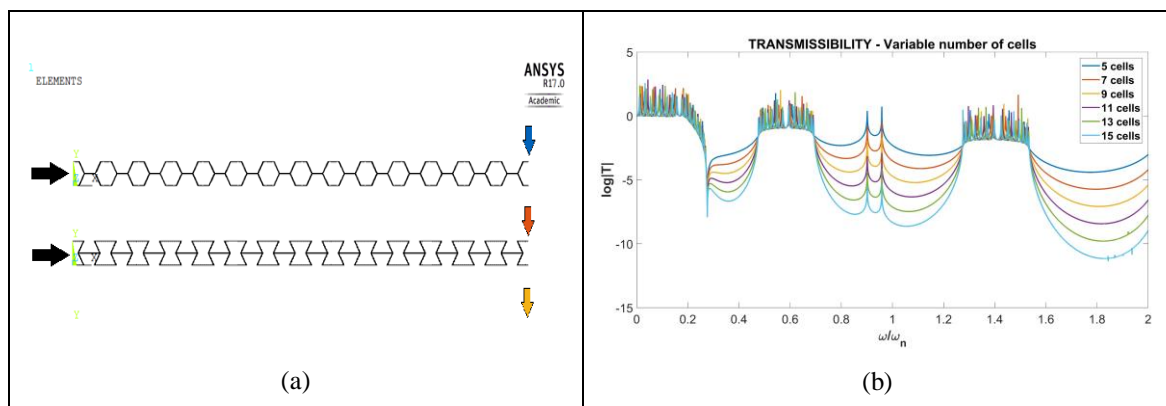 1
ELEMENTS
ANSYS
R17.0
Academic
Y
X
Y
X
Y
(a)
TRANSMISSIBILITY - Variable number of cells
5 cells
7 cells
9 cells
11 cells
13 cells
15 cells
log|T|
5
0
-5
-10
-15
0 0.2 0.4 0.6 0.8 1 1.2 1.4 1.6 1.8 2
ω/ωn
(b)